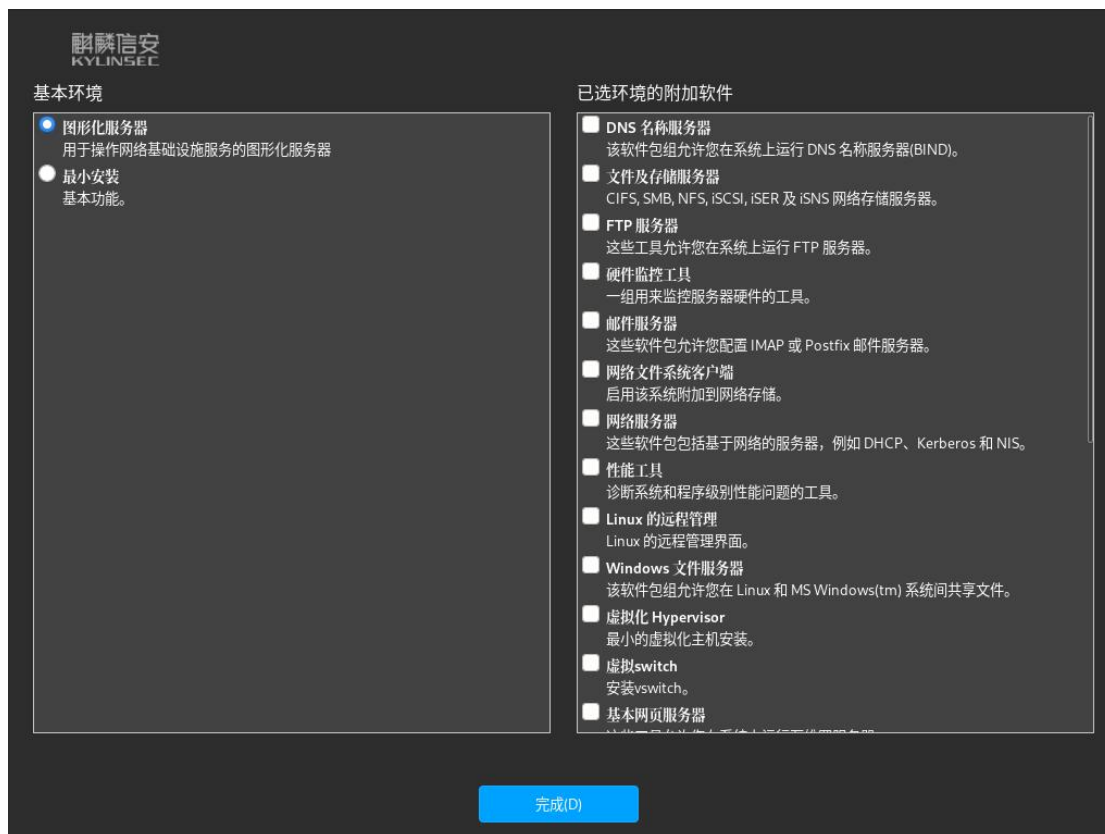 麒麟信安
KYLINSEC
基本环境
图形化服务器
用于操作网络基础设施服务的图形化服务器
最小安装
基本功能。
已选环境的附加软件
DNS 名称服务器
该软件包组允许您在系统上运行 DNS 名称服务器(BIND)。
文件及存储服务器
CIFS, SMB, NFS, iSCSI, iSER 及 iSNS 网络存储服务器。
FTP 服务器
这些工具允许您在系统上运行 FTP 服务器。
硬件监控工具
一组用来监控服务器硬件的工具。
邮件服务器
这些软件包允许您配置 IMAP 或 Postfix 邮件服务器。
网络文件系统客户端
启用该系统附加到网络存储。
网络服务器
这些软件包包括基于网络的服务器，例如 DHCP、Kerberos 和 NIS。
性能工具
诊断系统和程序级别性能问题的工具。
Linux 的远程管理
Linux 的远程管理界面。
Windows 文件服务器
该软件包组允许您在 Linux 和 MS Windows(tm) 系统间共享文件。
虚拟化 Hypervisor
最小的虚拟化主机安装。
虚拟switch
安装vswitch。
基本网页服务器
完成(D)